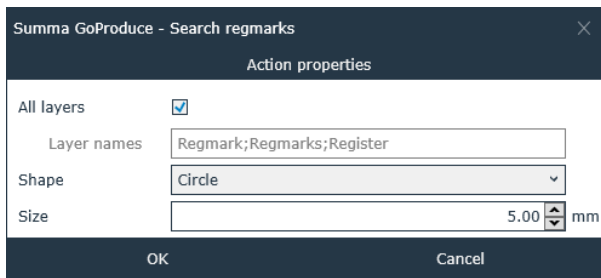 Summa GoProduce - Search regmarks
Action properties
All layers
Layer names Regmark;Regmarks;Register
Shape Circle
Size 5.00 mm
OK Cancel